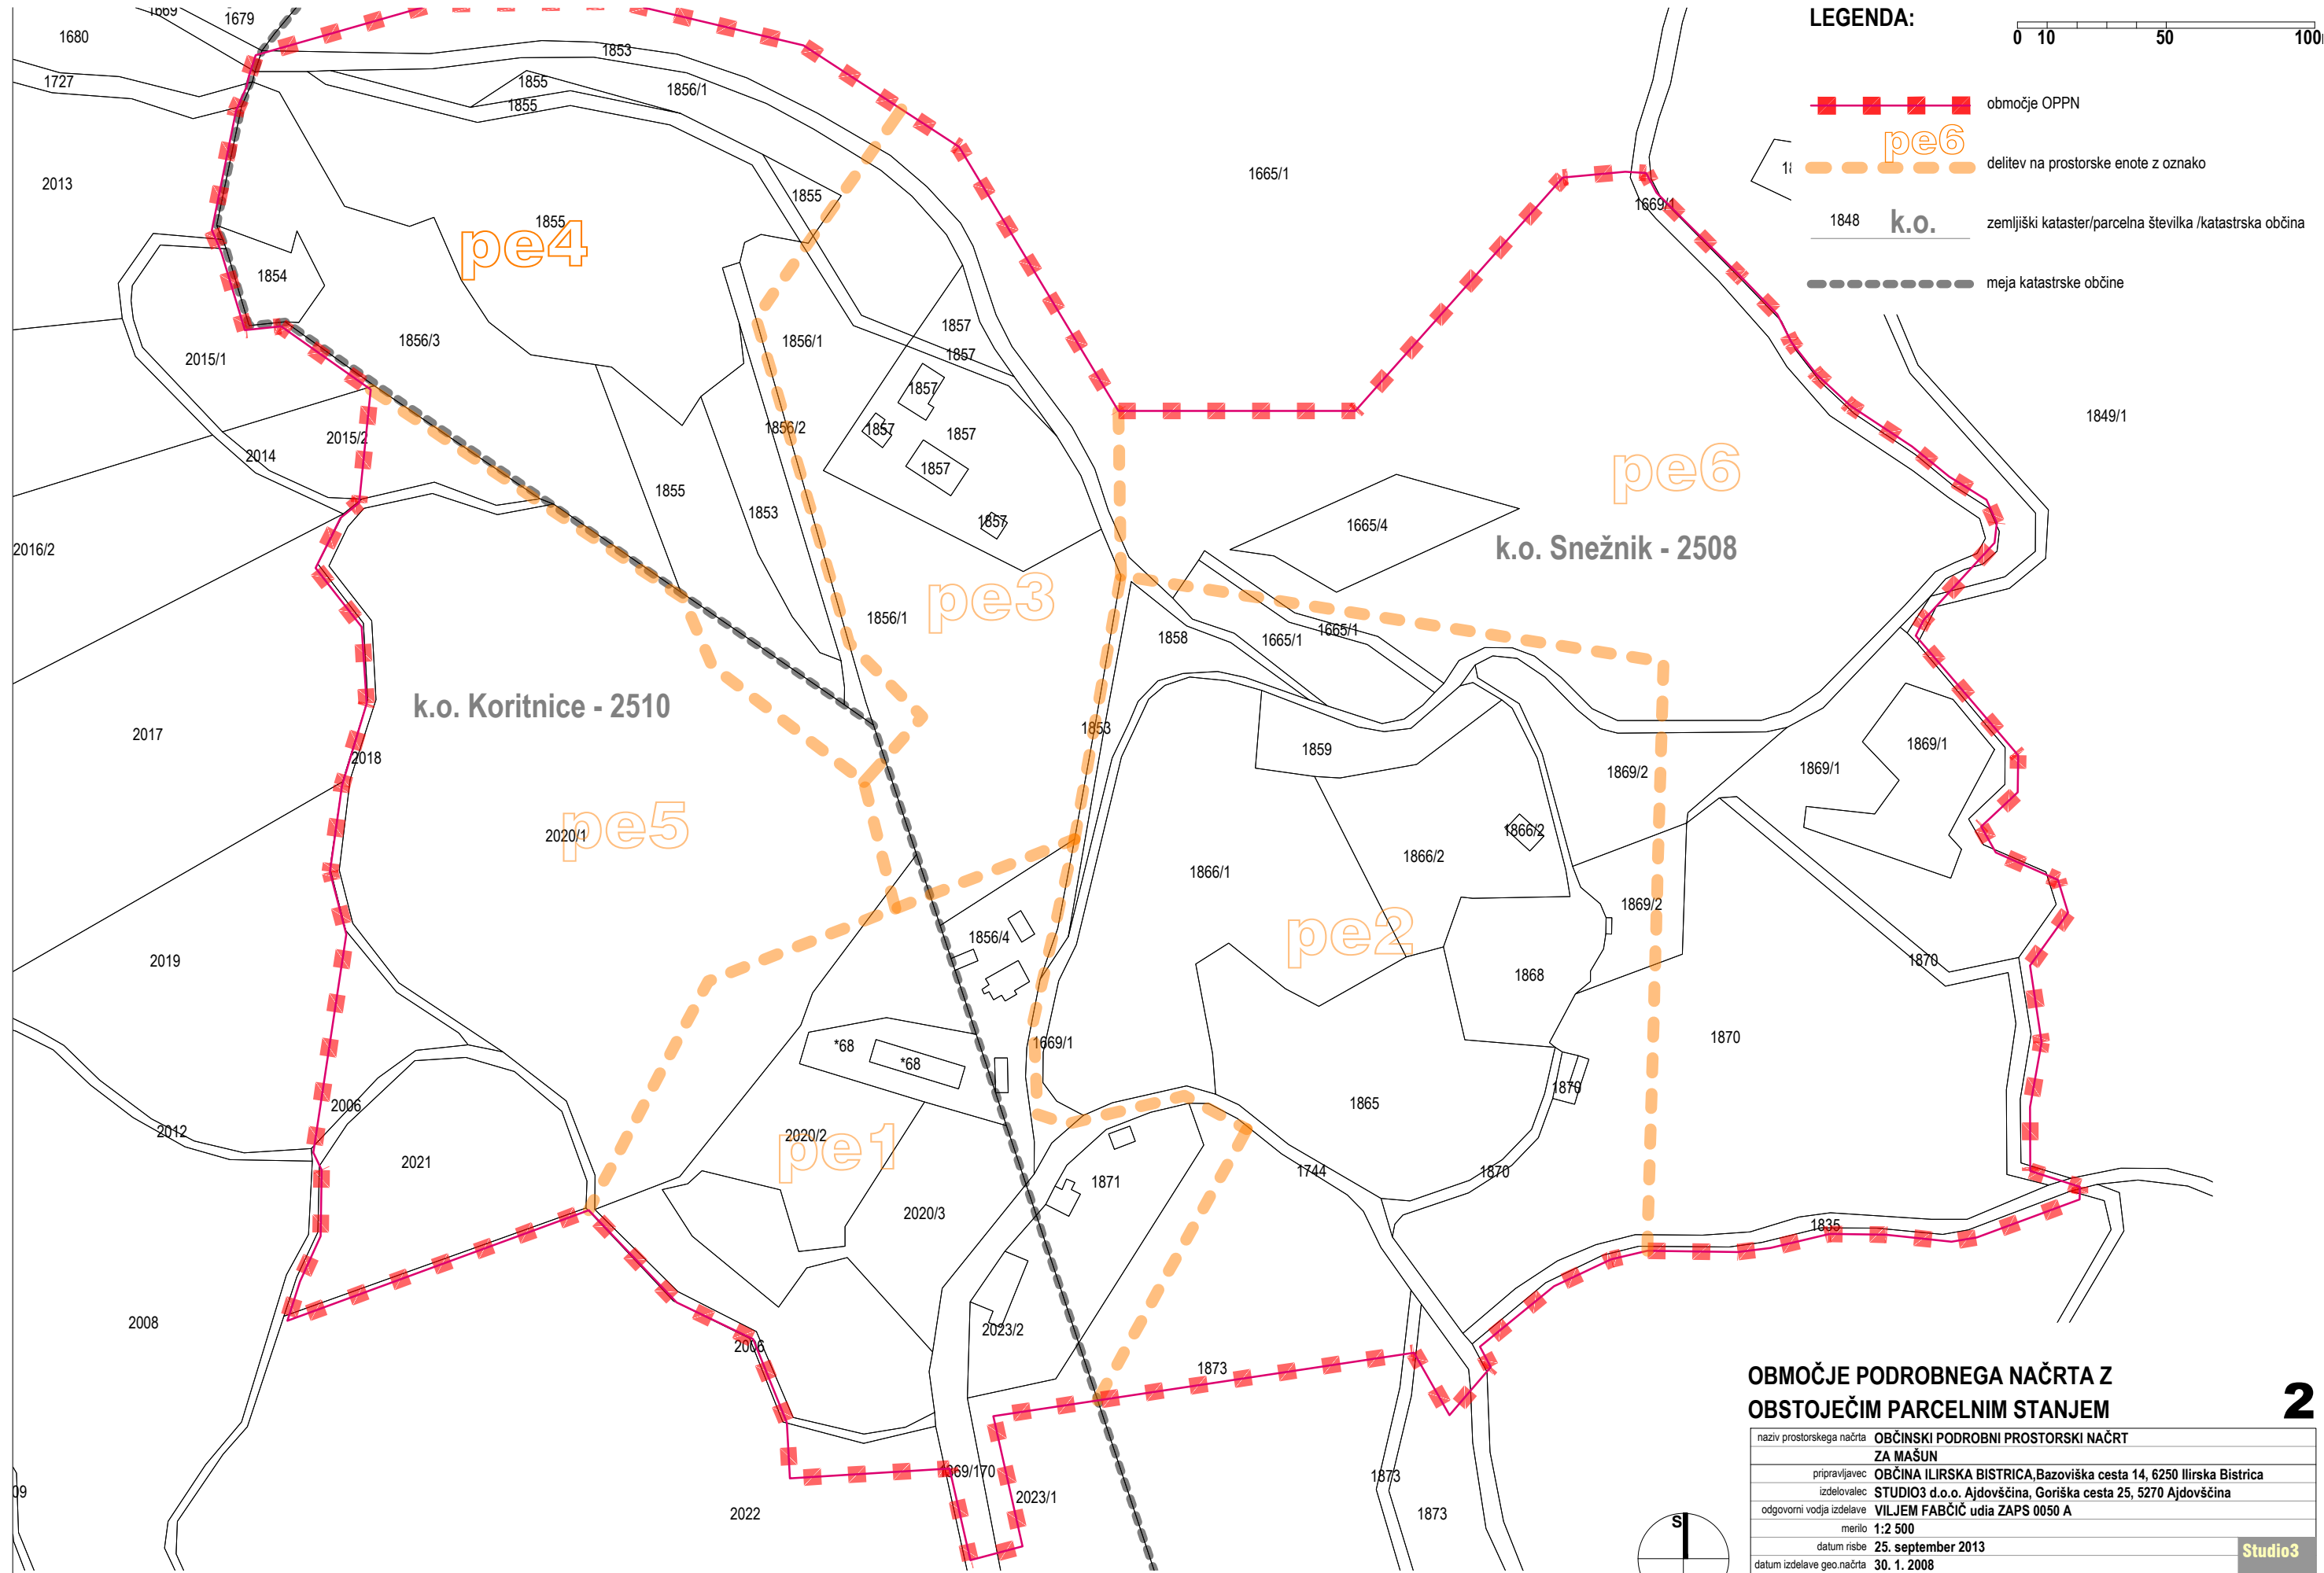 LEGENDA:
0 10 50 100
območje OPPN
pe6
delitev na prostorske enote z oznako
1848 k.o. zemljiški kataster/parcelna številka /katastrska občina
meja katastrske občine
1669
1679
1680
1727
1853
1855
1856/1
1855
2013
1855
1665/1
1669/1
pe4
1855
1854
1856/3
2015/1
1857
1856/1
1857
1857
1849/1
2015/2
2014
1856/2
1857
1857
1857
pe6
1855
1853
1857
1665/4
k.o. Snežnik - 2508
2016/2
pe3
1856/1
1858
1665/1
1665/1
k.o. Koritnice - 2510
2017
2018
1853
1859
1869/2
1869/1
1869/1
pe5
2020/1
1866/1
1866/2
1866/2
1869/2
pe2
1856/4
2019
1868
1870
*68
*68
1669/1
1870
1870
1865
2006
2012
2021
2020/2
pe1
1871
1744
1870
2020/3
1835
2008
2023/2
2006
1873
1869/170
2023/1
1873
1873
2022
09
S
OBMOČJE PODROBNEGA NAČRTA Z
OBSTOJEČIM PARCELNIM STANJEM
2
naziv prostorskega načrta OBČINSKI PODROBNI PROSTORSKI NAČRT
ZA MAŠUN
pripravljavec OBČINA ILIRSKA BISTRICA,Bazoviška cesta 14, 6250 Ilirska Bistrica
izdelovalec STUDIO3 d.o.o. Ajdovščina, Goriška cesta 25, 5270 Ajdovščina
odgovorni vodja izdelave VILJEM FABČIČ udia ZAPS 0050 A
merilo 1:2 500
datum risbe 25. september 2013
datum izdelave geo.načrta 30. 1. 2008
Studio3